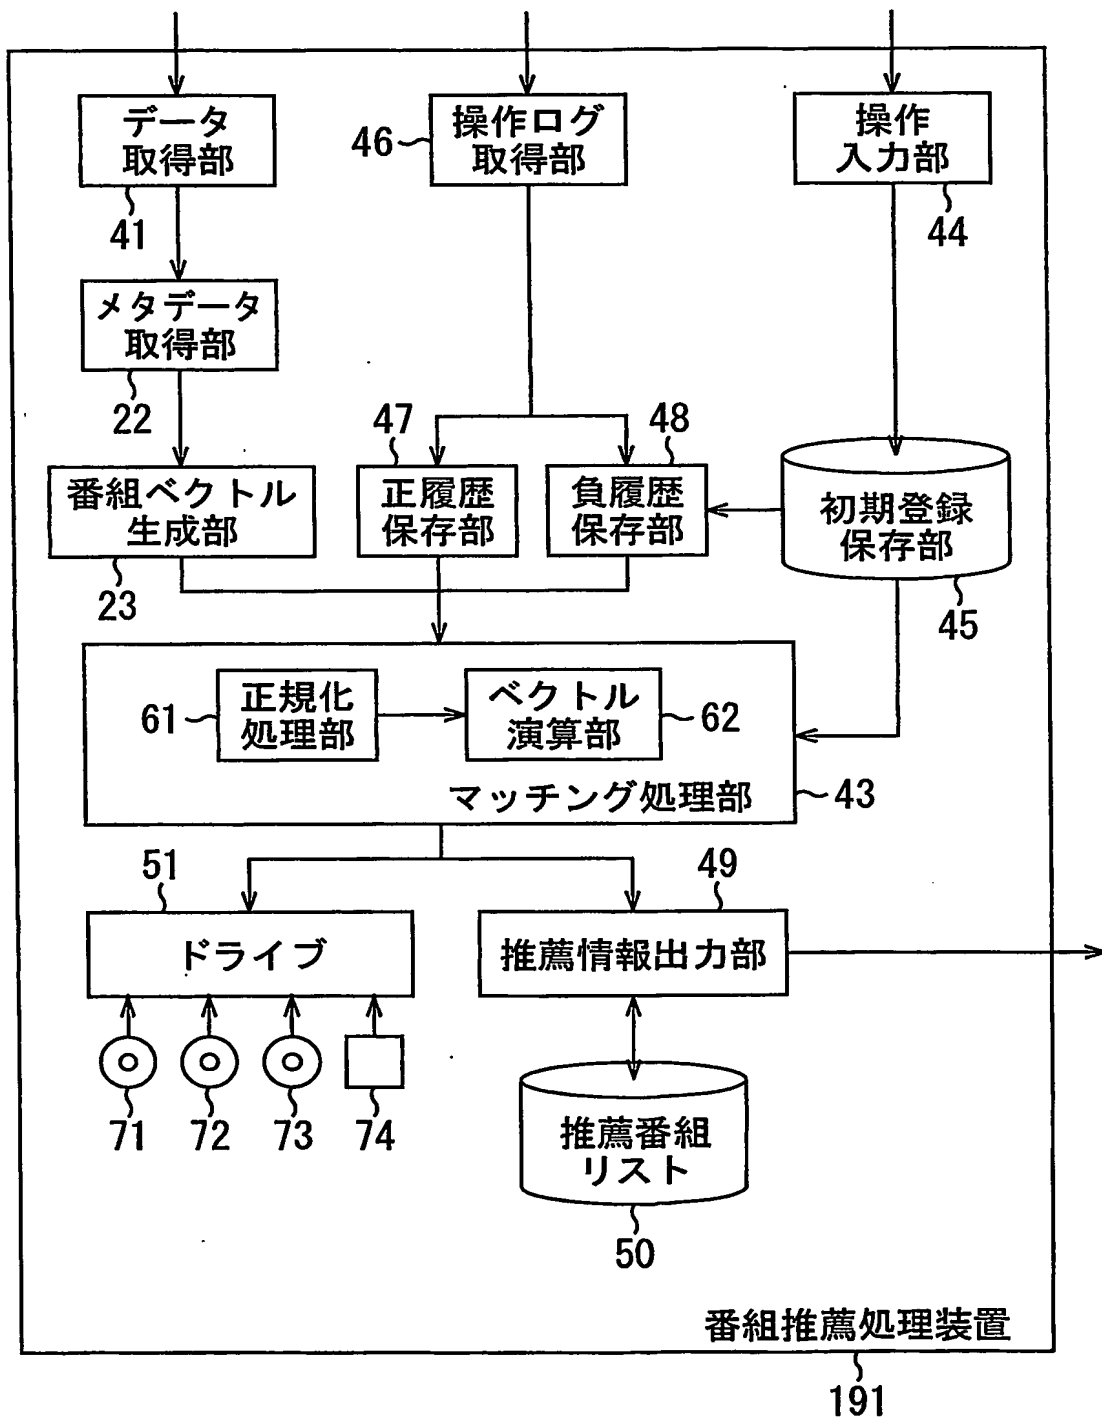 データ
取得部
41
46
操作ログ
取得部
操作
入力部
44
メタデータ
取得部
22
番組ベクトル
生成部
23
47
正履歴
保存部
48
負履歴
保存部
初期登録
保存部
45
61
正規化
処理部
ベクトル
演算部
62
マッチング処理部
43
51
ドライブ
71
72
73
74
49
推薦情報出力部
推薦番組
リスト
50
番組推薦処理装置
191